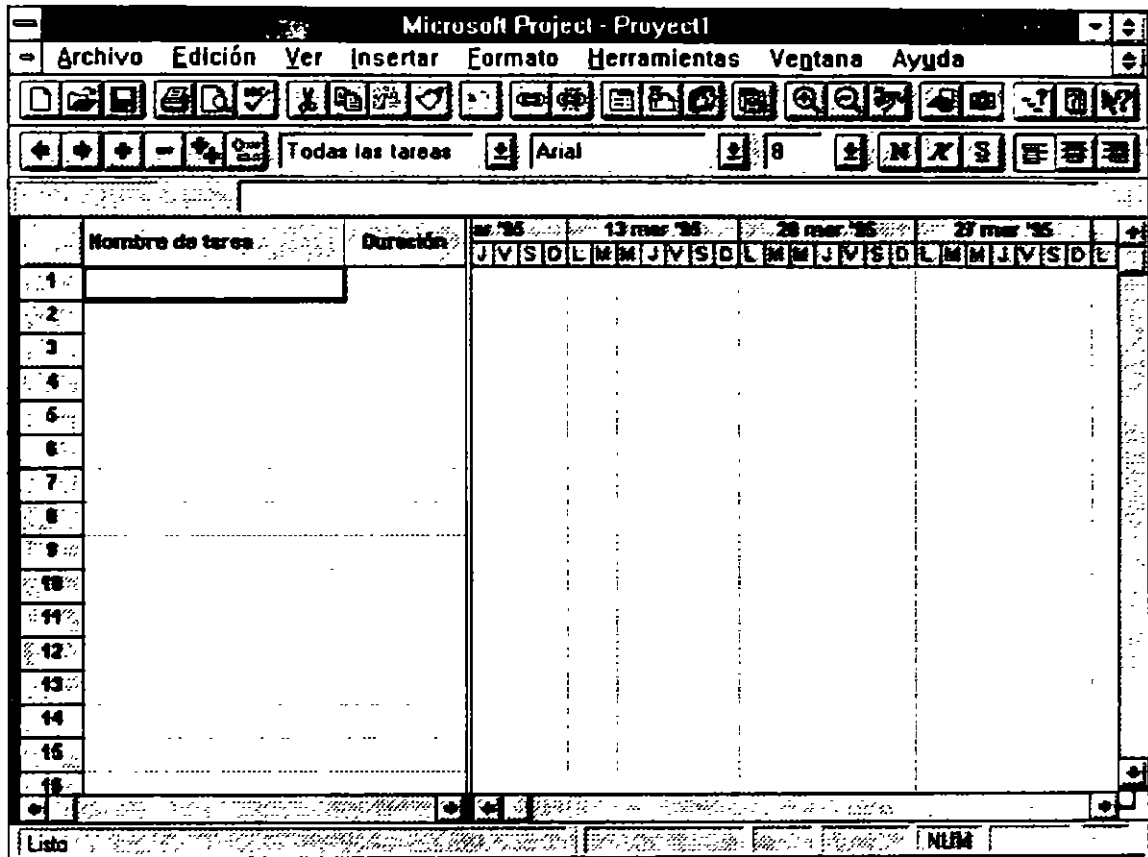 Microsoft Project - Proyect1
Archivo Edición Ver Insertar Formato Herramientas Ventana Ayuda
Todas las tareas Arial 8 N K S
Nombre de tarea Duración
ar '95 13 mar '95 20 mar '95 27 mar '95
J V S D L M M J V S D L M M J V S D L M M J V S D L
1
2
3
4
5
6
7
8
9
10
11
12
13
14
15
16
Listo NUM